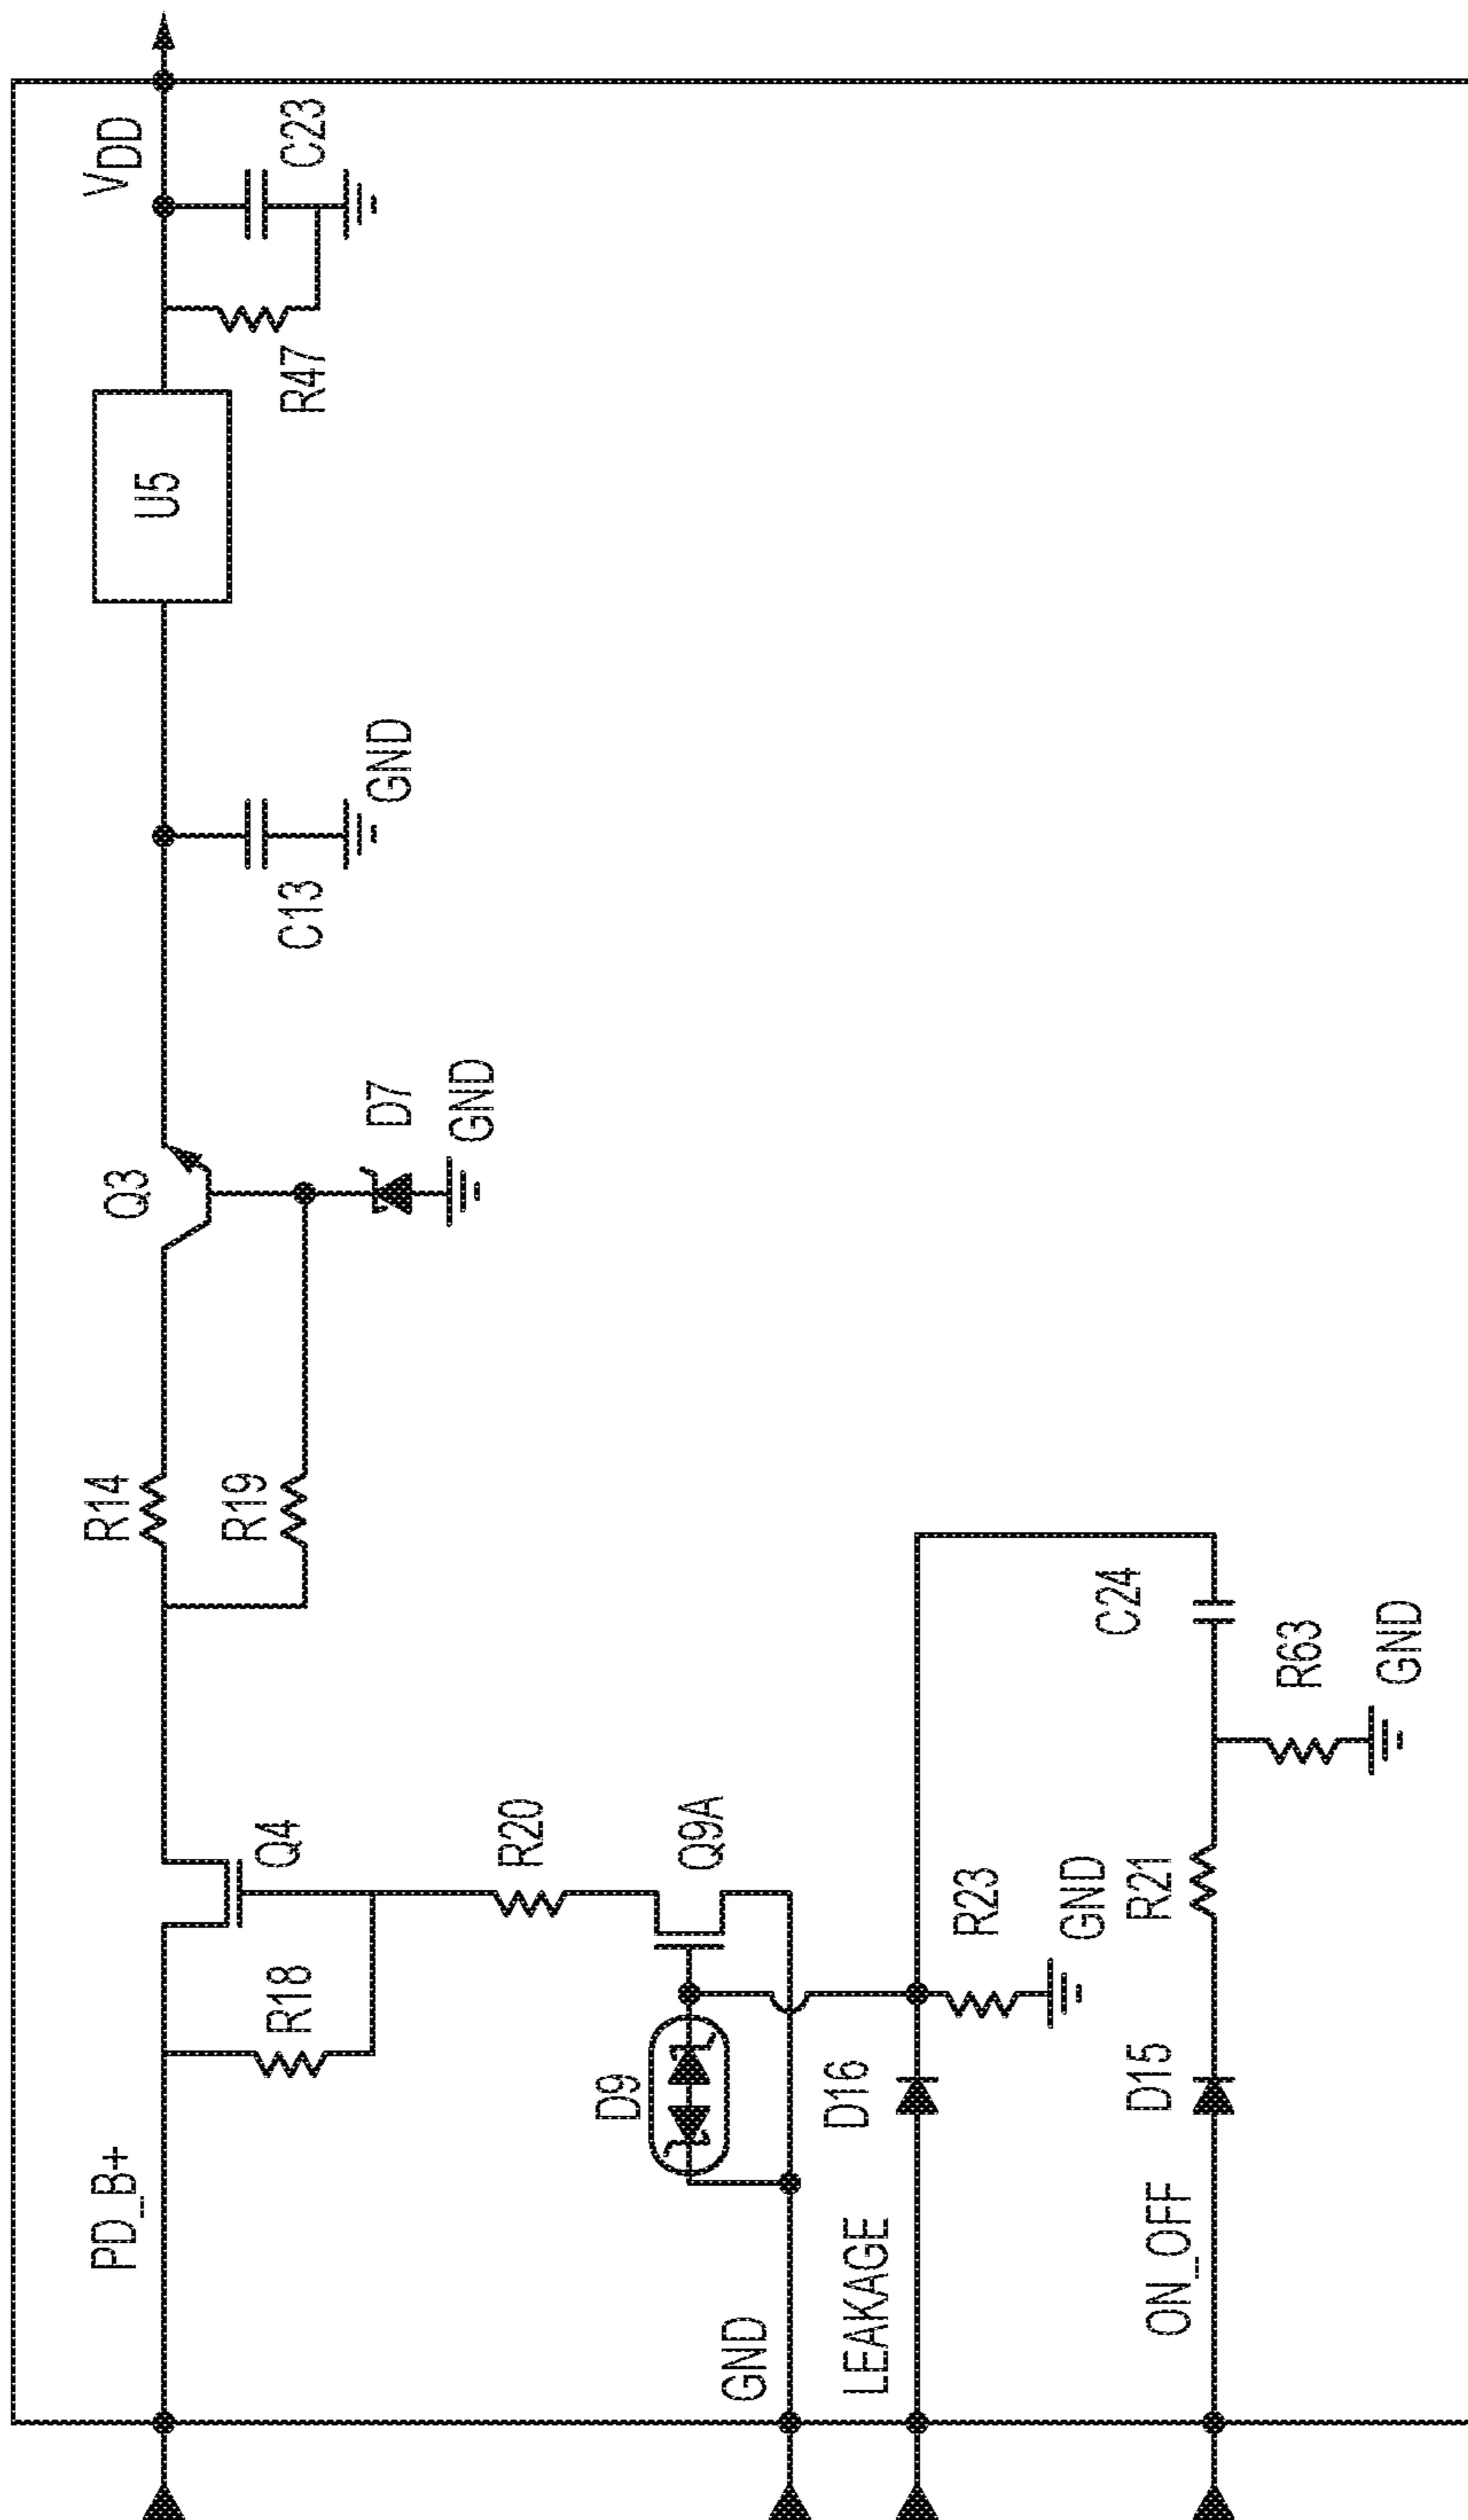 PD_B+
R18
Q4
R14
R19
Q3
D7
GND
C13
GND
U5
R47
VDD
C23
R20
D9
Q9A
GND
LEAKAGE
D16
R23
GND
ON_OFF
D15
R21
C24
R63
GND